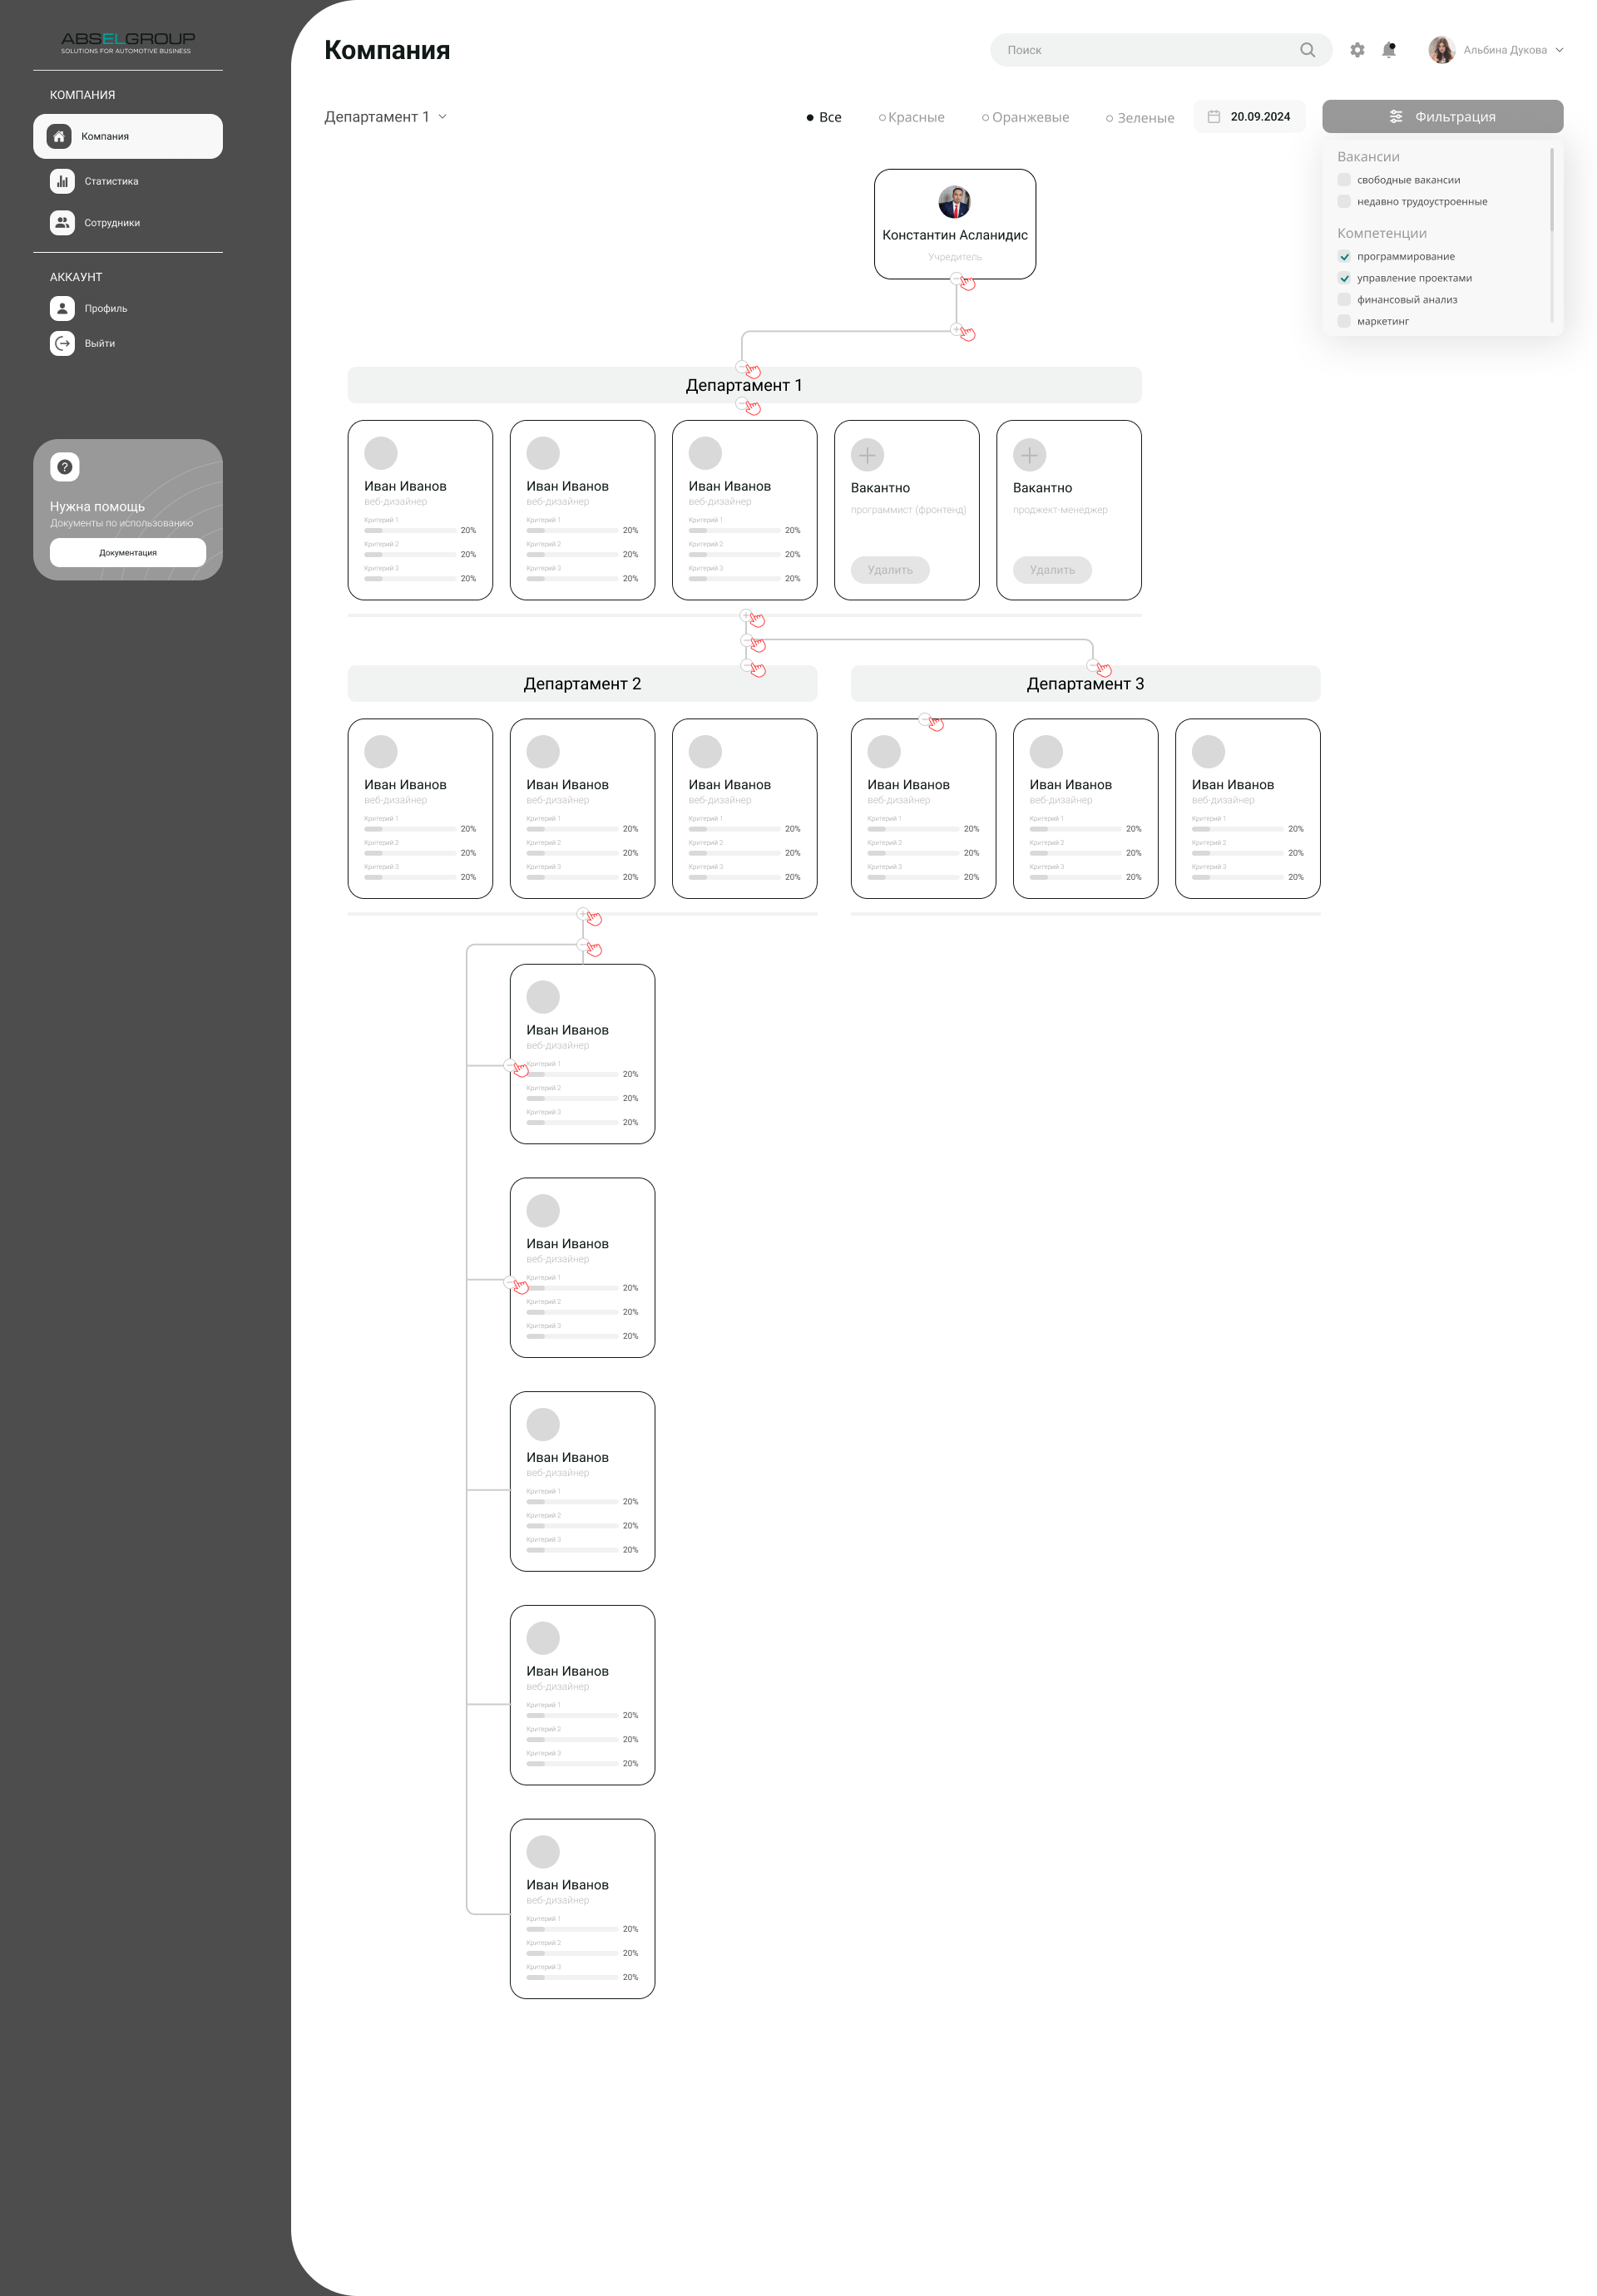 ABSELGROUP
SOLUTIONS FOR AUTOMOTIVE BUSINESS
КОМПАНИЯ
Компания
Статистика
Сотрудники
АККАУНТ
Профиль
Выйти
?
Нужна помощь
Документы по использованию
Документация
Компания
Поиск
Альбина Дукова
Департамент 1
Все
Красные
Оранжевые
Зеленые
20.09.2024
Фильтрация
Вакансии
свободные вакансии
недавно трудоустроенные
Компетенции
программирование
управление проектами
финансовый анализ
маркетинг
Константин Асланидис
Учредитель
Департамент 1
Иван Иванов
веб-дизайнер
Критерий 1
20%
Критерий 2
20%
Критерий 3
20%
Иван Иванов
веб-дизайнер
Критерий 1
20%
Критерий 2
20%
Критерий 3
20%
Иван Иванов
веб-дизайнер
Критерий 1
20%
Критерий 2
20%
Критерий 3
20%
Вакантно
программист (фронтенд)
Удалить
Вакантно
проджект-менеджер
Удалить
Департамент 2
Иван Иванов
веб-дизайнер
Критерий 1
20%
Критерий 2
20%
Критерий 3
20%
Иван Иванов
веб-дизайнер
Критерий 1
20%
Критерий 2
20%
Критерий 3
20%
Иван Иванов
веб-дизайнер
Критерий 1
20%
Критерий 2
20%
Критерий 3
20%
Департамент 3
Иван Иванов
веб-дизайнер
Критерий 1
20%
Критерий 2
20%
Критерий 3
20%
Иван Иванов
веб-дизайнер
Критерий 1
20%
Критерий 2
20%
Критерий 3
20%
Иван Иванов
веб-дизайнер
Критерий 1
20%
Критерий 2
20%
Критерий 3
20%
Иван Иванов
веб-дизайнер
Критерий 1
20%
Критерий 2
20%
Критерий 3
20%
Иван Иванов
веб-дизайнер
Критерий 1
20%
Критерий 2
20%
Критерий 3
20%
Иван Иванов
веб-дизайнер
Критерий 1
20%
Критерий 2
20%
Критерий 3
20%
Иван Иванов
веб-дизайнер
Критерий 1
20%
Критерий 2
20%
Критерий 3
20%
Иван Иванов
веб-дизайнер
Критерий 1
20%
Критерий 2
20%
Критерий 3
20%